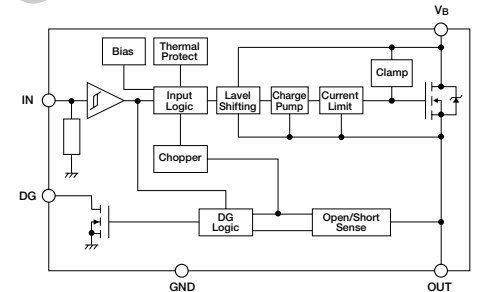 VB
Bias
Thermal
Protect
Clamp
IN
Input
Logic
Lavel
Shifting
Charge
Pump
Current
Limit
Chopper
DG
DG
Logic
Open/Short
Sense
GND
OUT